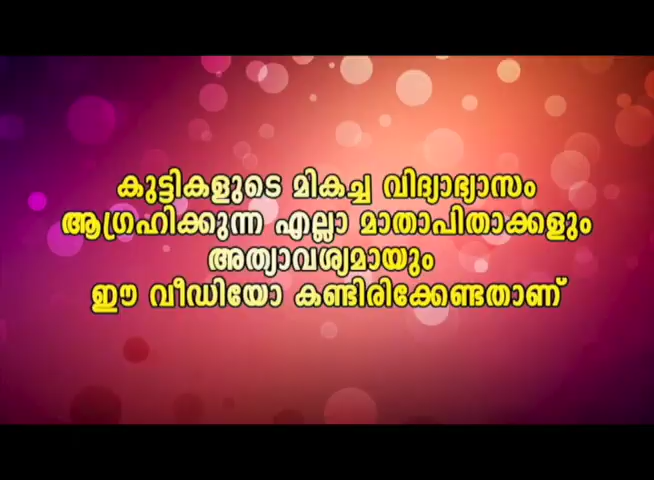 കുട്ടികളുടെ മികച്ച വിദ്യാഭ്യാസം
ആഗ്രഹിക്കുന്ന എല്ലാ മാതാപിതാക്കളും
അത്യാവശ്യമായും
ഈ വീഡിയോ കണ്ടിരിക്കേണ്ടതാണ്